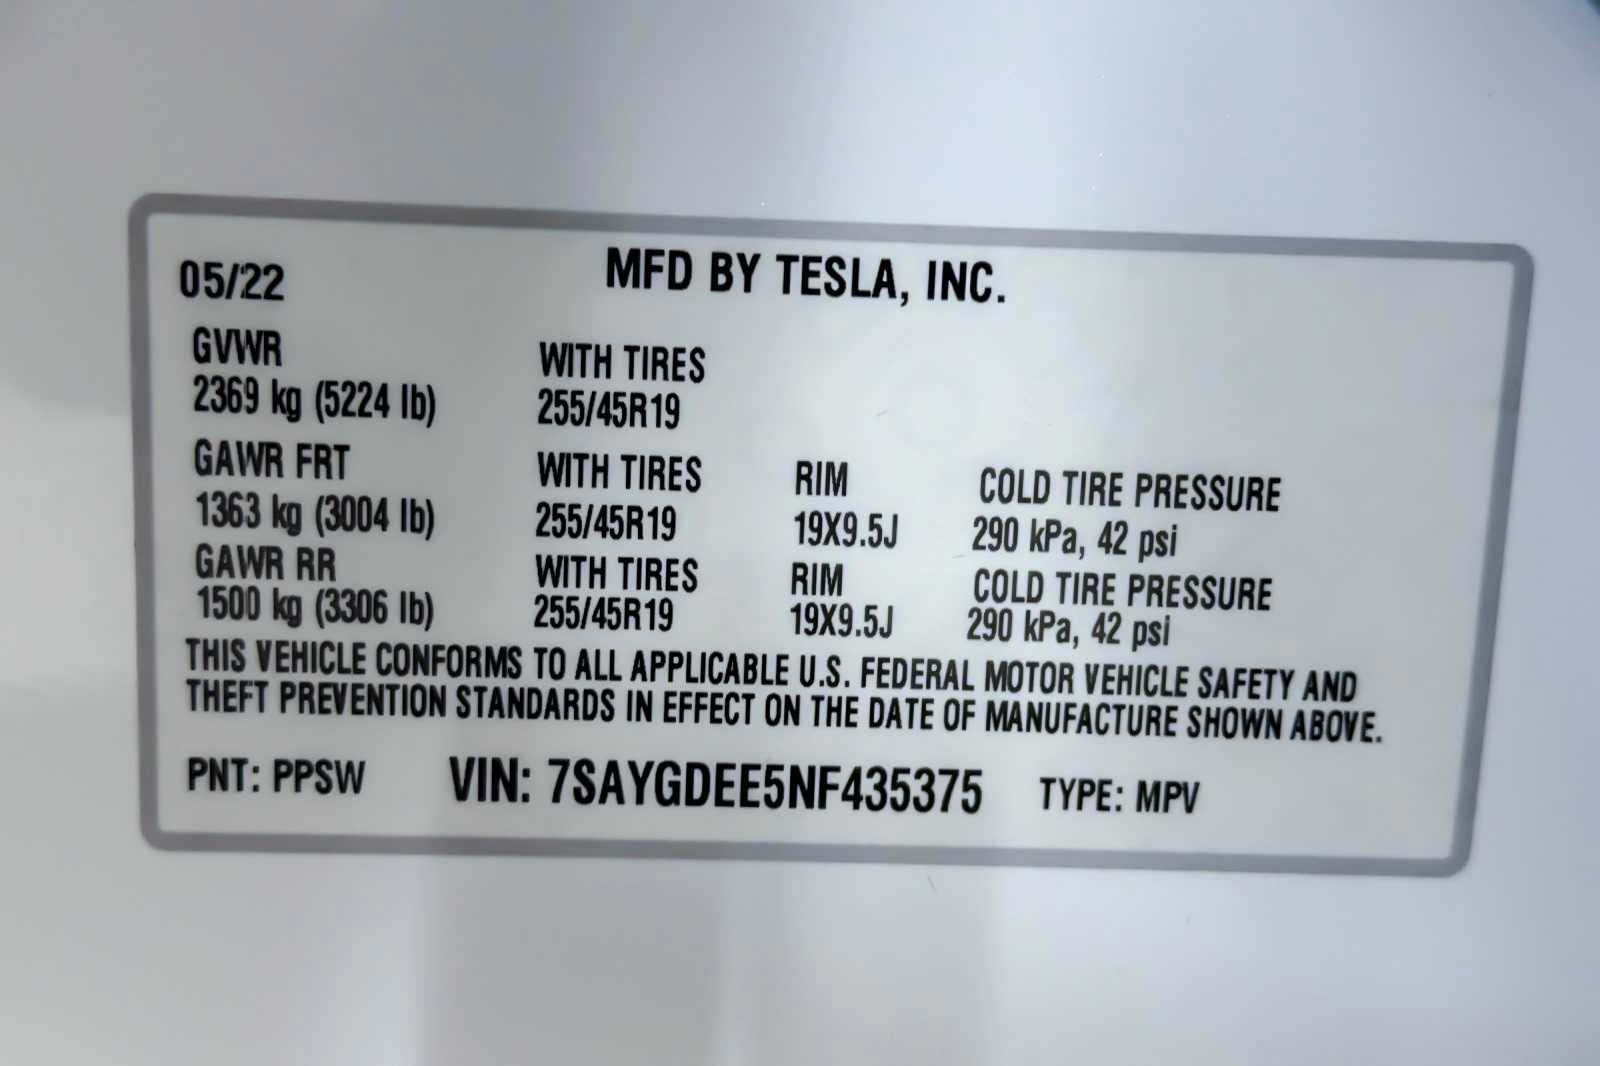 05/22 MFD BY TESLA, INC.
GVWR WITH TIRES
2369 kg (5224 lb) 255/45R19
GAWR FRT WITH TIRES RIM COLD TIRE PRESSURE
1363 kg (3004 lb) 255/45R19 19X9.5J 290 kPa, 42 psi
GAWR RR WITH TIRES RIM COLD TIRE PRESSURE
1500 kg (3306 lb) 255/45R19 19X9.5J 290 kPa, 42 psi
THIS VEHICLE CONFORMS TO ALL APPLICABLE U.S. FEDERAL MOTOR VEHICLE SAFETY AND
THEFT PREVENTION STANDARDS IN EFFECT ON THE DATE OF MANUFACTURE SHOWN ABOVE.
PNT: PPSW VIN: 7SAYGDEE5NF435375 TYPE: MPV